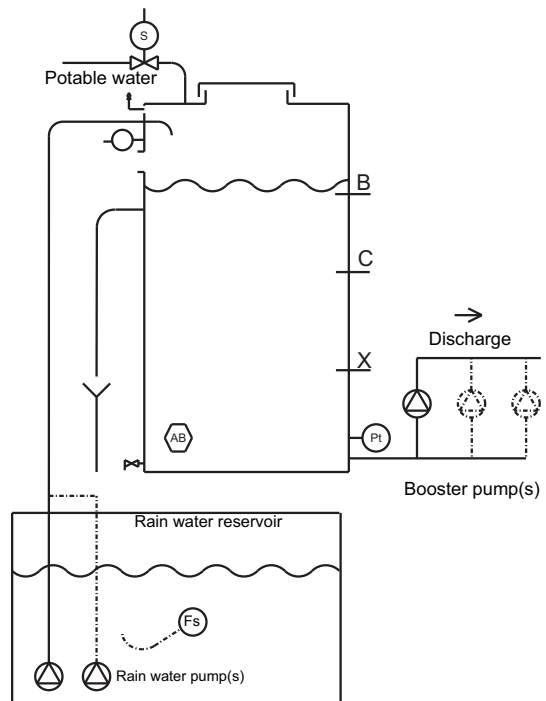 S
Potable water
B
C
Discharge
X
AB
Pt
Booster pump(s)
Rain water reservoir
Fs
Rain water pump(s)